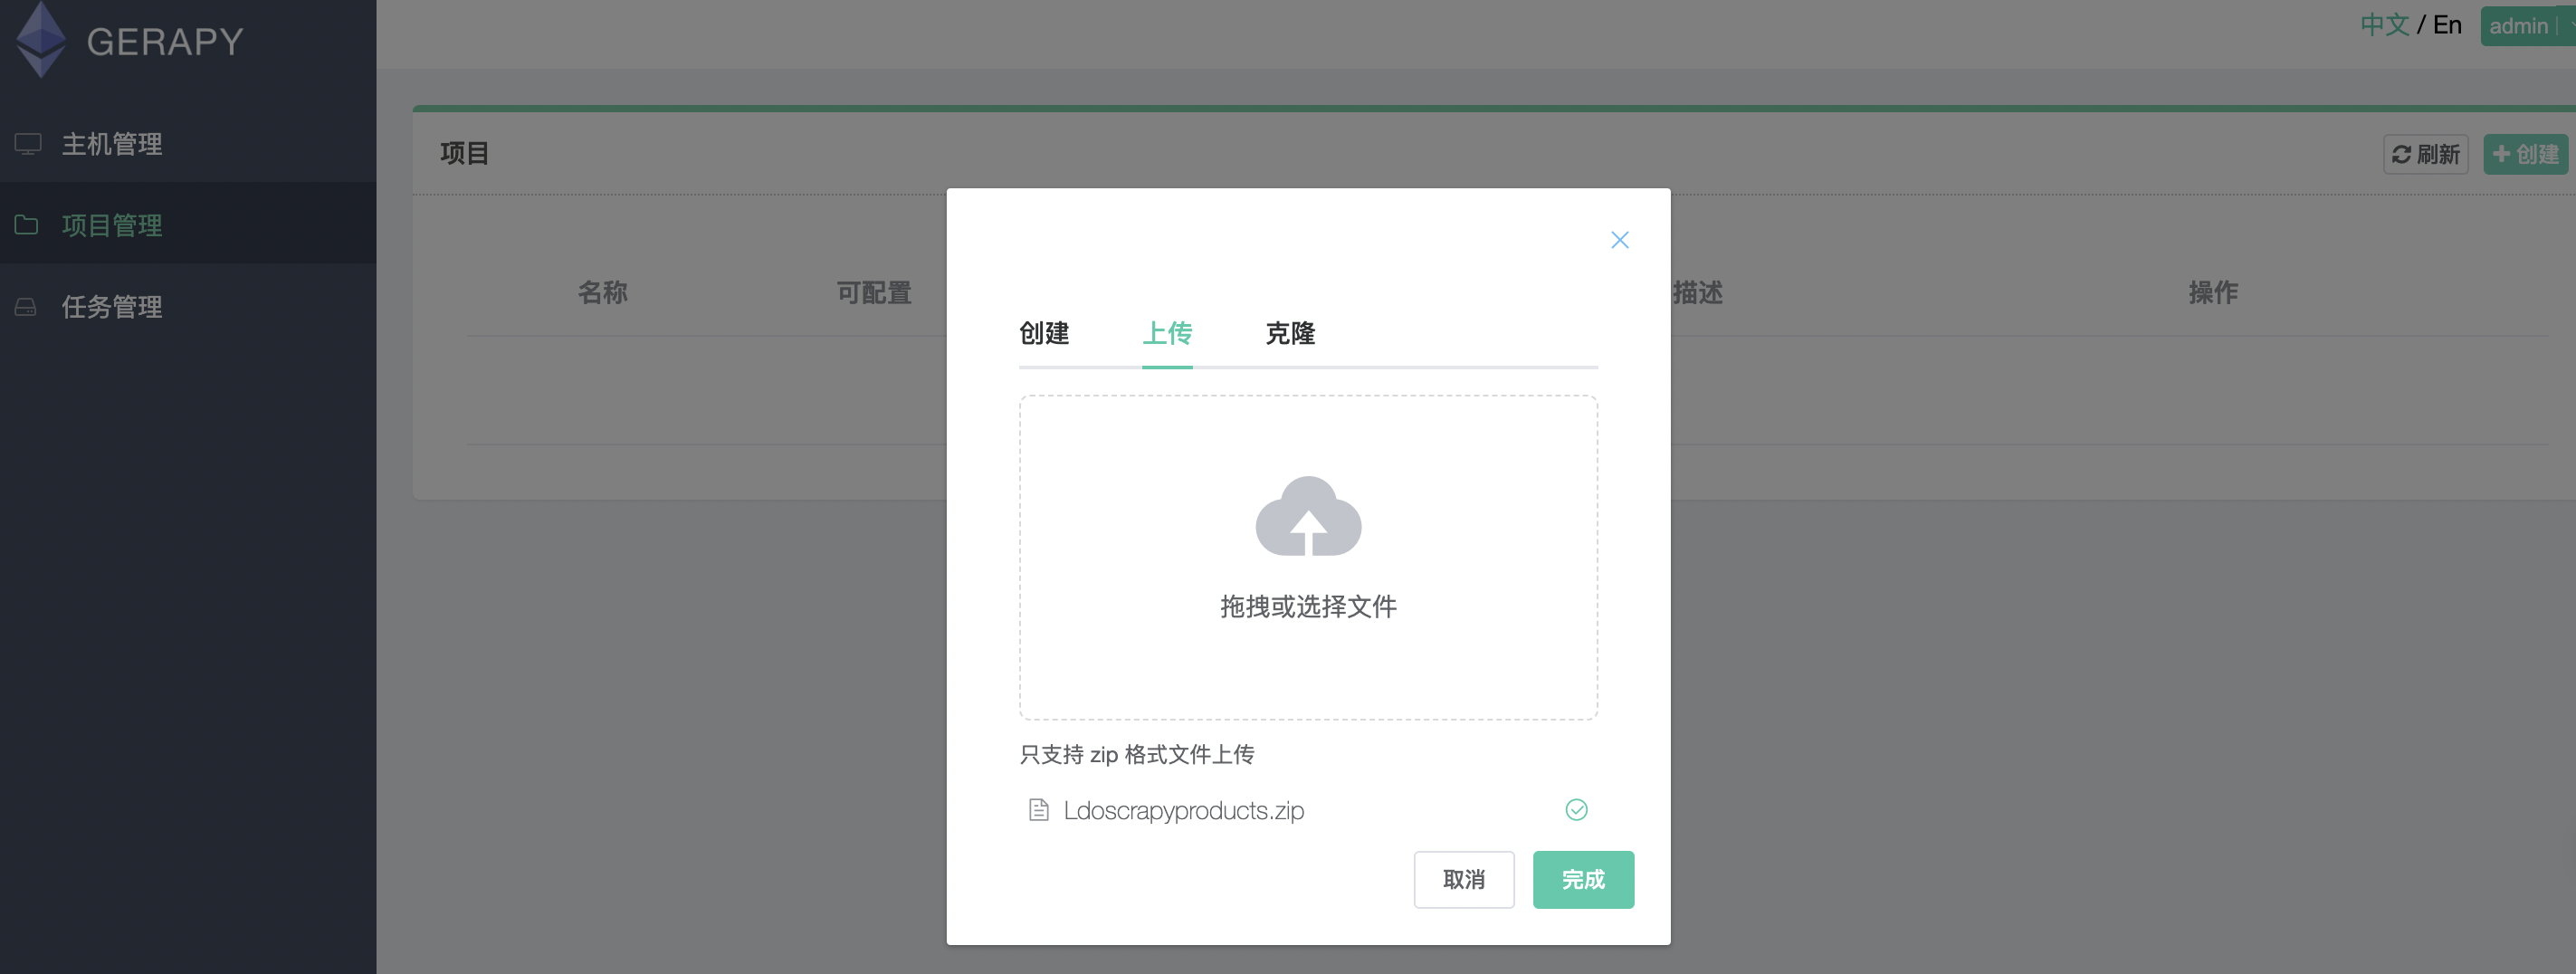 GERAPY
中文 / En
admin
主机管理
项目管理
任务管理
项目
刷新
创建
名称
可配置
描述
操作
创建
上传
克隆
拖拽或选择文件
只支持 zip 格式文件上传
Ldoscrapyproducts.zip
取消
完成